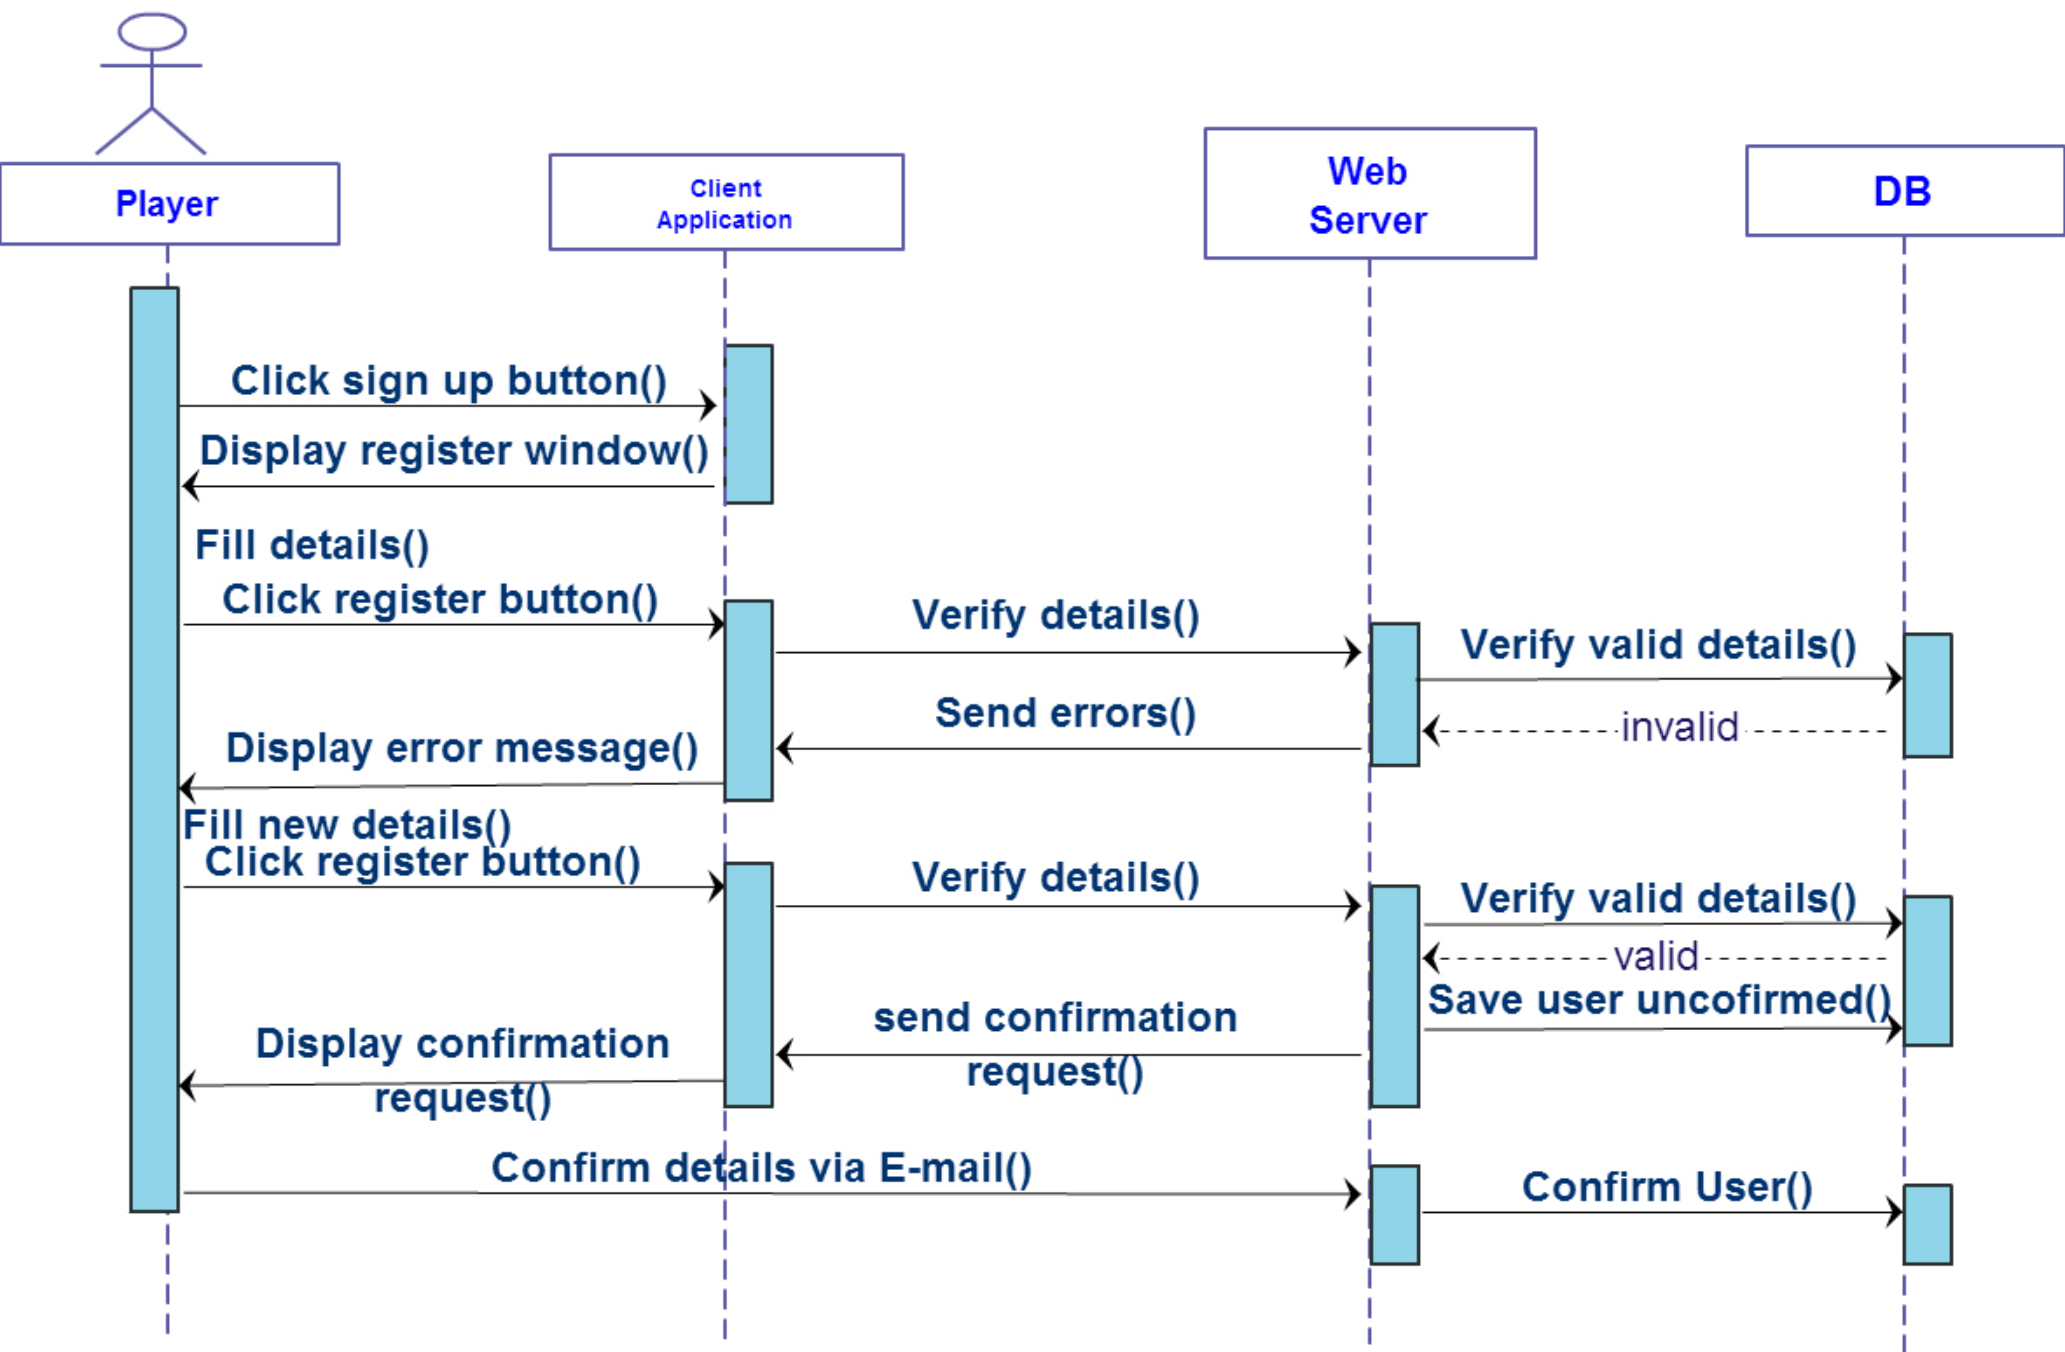 Player
Client
Application
Web
Server
DB
Click sign up button()
Display register window()
Fill details()
Click register button()
Verify details()
Verify valid details()
invalid
Send errors()
Display error message()
Fill new details()
Click register button()
Verify details()
Verify valid details()
valid
Save user uncofirmed()
send confirmation
request()
Display confirmation
request()
Confirm details via E-mail()
Confirm User()